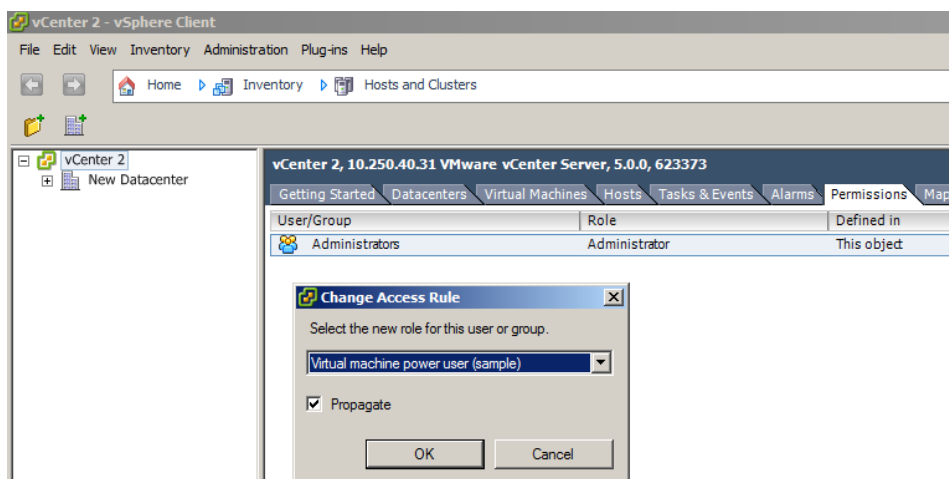 vCenter 2 - vSphere Client
File Edit View Inventory Administration Plug-ins Help
Home Inventory Hosts and Clusters
vCenter 2
New Datacenter
vCenter 2, 10.250.40.31 VMware vCenter Server, 5.0.0, 623373
Getting Started Datacenters Virtual Machines Hosts Tasks & Events Alarms Permissions Map
User/Group Role Defined in
Administrators Administrator This object
Change Access Rule
Select the new role for this user or group.
Virtual machine power user (sample)
Propagate
OK Cancel